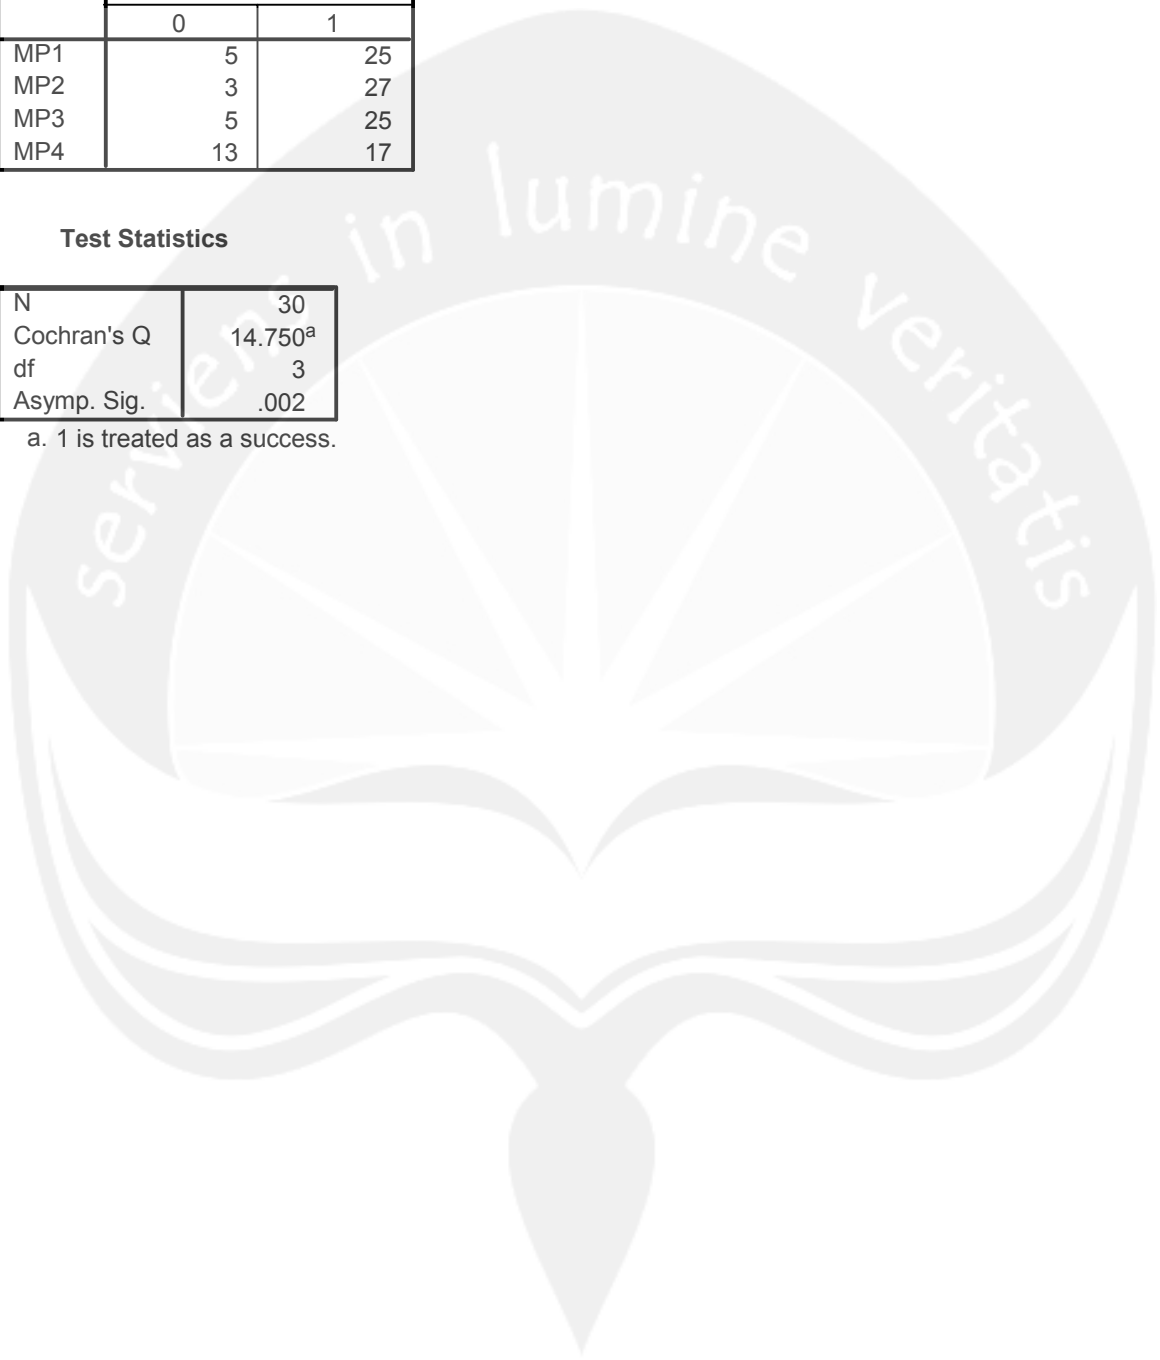 0 1
MP1 5 25
MP2 3 27
MP3 5 25
MP4 13 17
Test Statistics
N 30
Cochran's Q 14.750a
df 3
Asymp. Sig. .002
a. 1 is treated as a success.
serviens in lumine veritatis